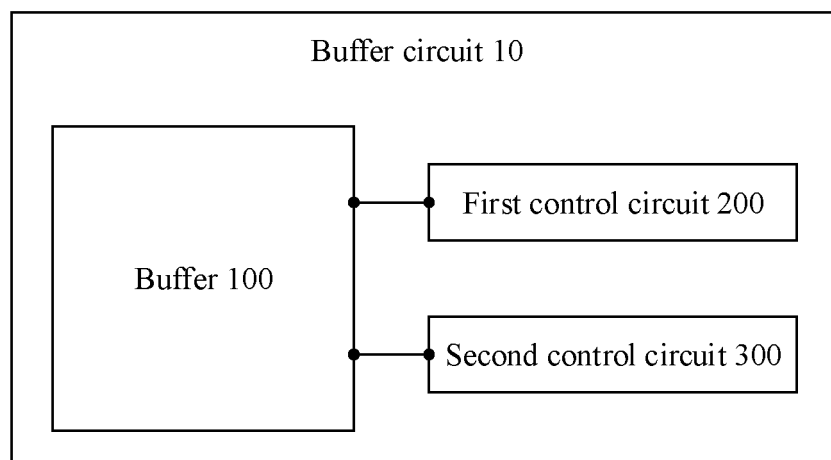 Buffer circuit 10
First control circuit 200
Buffer 100
Second control circuit 300